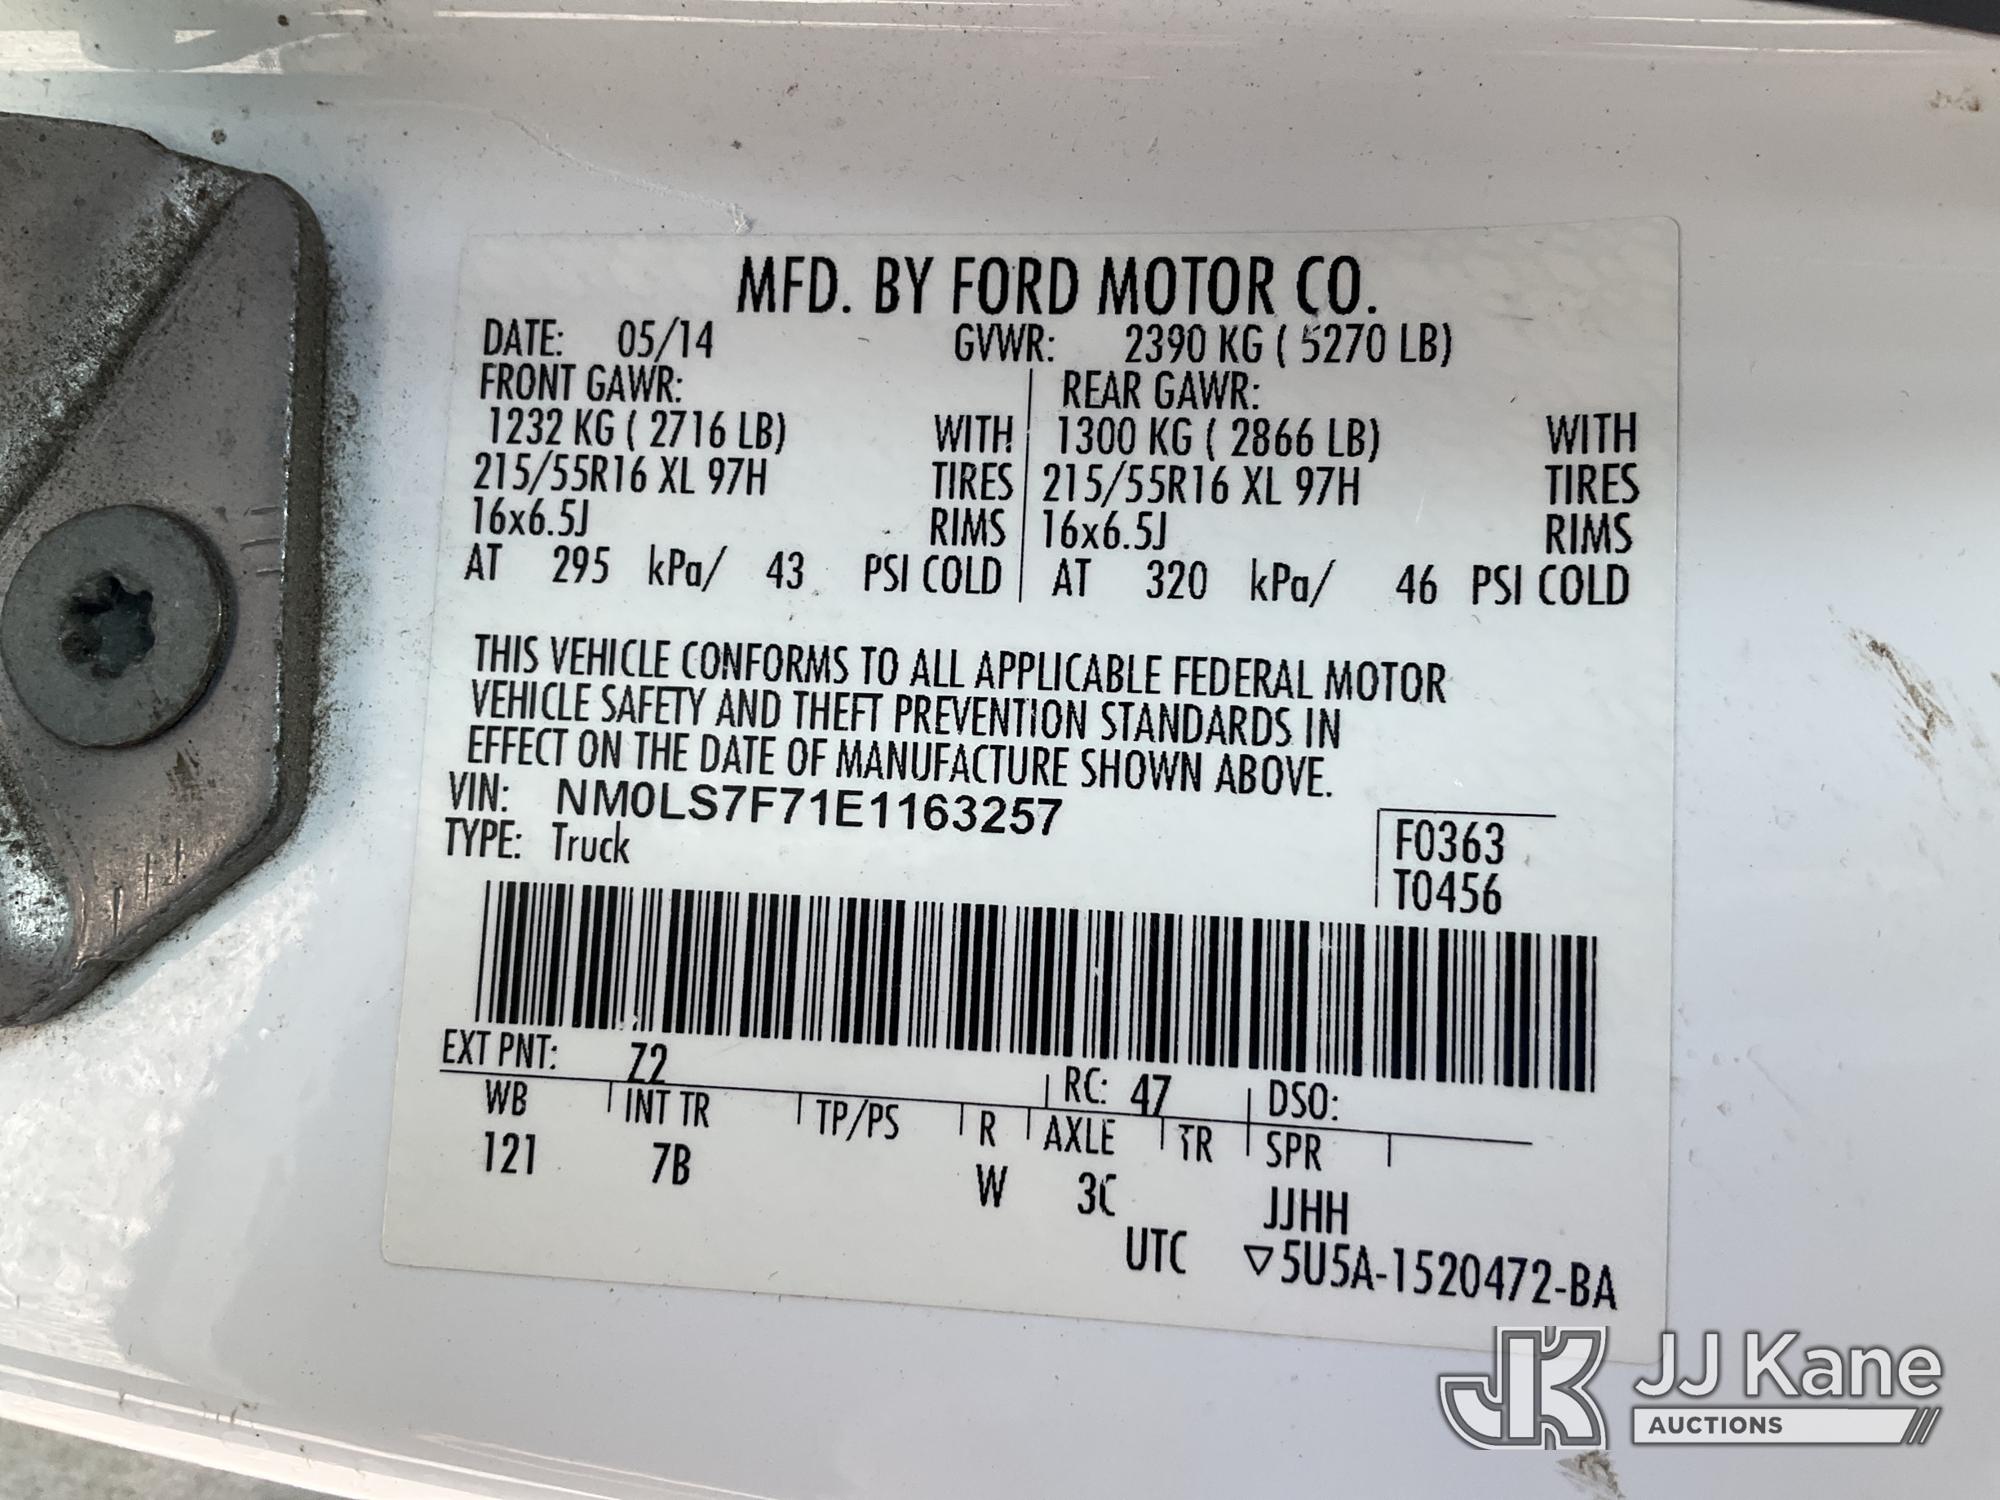 MFD. BY FORD MOTOR CO.
DATE: 05/14 GVWR: 2390 KG ( 5270 LB)
FRONT GAWR: REAR GAWR:
1232 KG ( 2716 LB) WITH 1300 KG ( 2866 LB) WITH
215/55R16 XL 97H TIRES 215/55R16 XL 97H TIRES
16x6.5J RIMS 16x6.5J RIMS
AT 295 kPa/ 43 PSI COLD AT 320 kPa/ 46 PSI COLD
THIS VEHICLE CONFORMS TO ALL APPLICABLE FEDERAL MOTOR
VEHICLE SAFETY AND THEFT PREVENTION STANDARDS IN
EFFECT ON THE DATE OF MANUFACTURE SHOWN ABOVE.
VIN: NM0LS7F71E1163257
TYPE: Truck
F0363
T0456
EXT PNT: Z2 RC: 47 DSO:
WB INT TR TP/PS R AXLE TR SPR
121 7B W 3C JJHH
UTC ▽5U5A-1520472-BA
JK JJ Kane
AUCTIONS